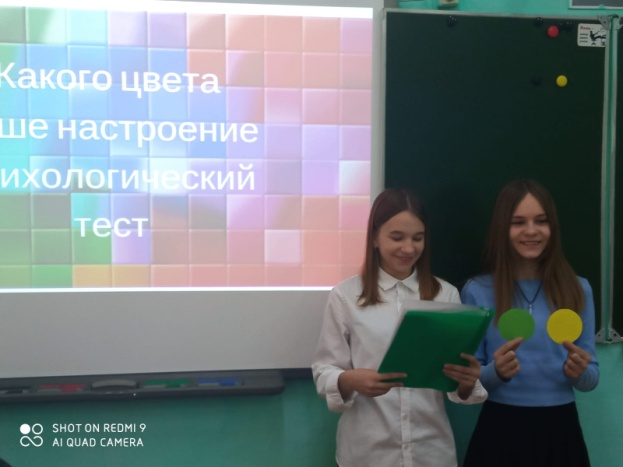 Какого цвета
ше настроение
ихологический
тест
SHOT ON REDMI 9
AI QUAD CAMERA